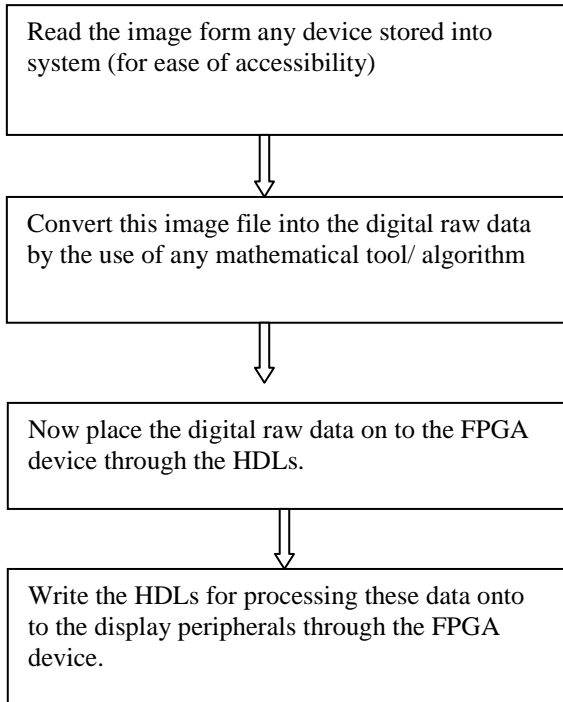 Read the image form any device stored into
system (for ease of accessibility)
Convert this image file into the digital raw data
by the use of any mathematical tool/ algorithm
Now place the digital raw data on to the FPGA
device through the HDLs.
Write the HDLs for processing these data onto
to the display peripherals through the FPGA
device.